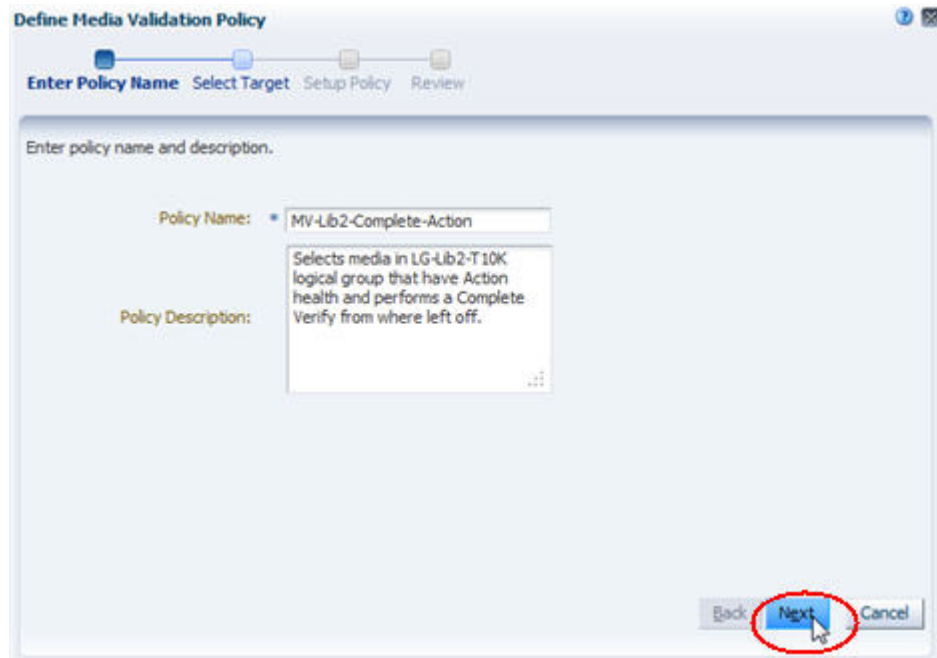 Define Media Validation Policy
Enter Policy Name Select Target Setup Policy Review
Enter policy name and description.
Policy Name: * MV-Lib2-Complete-Action
Policy Description:
Selects media in LG-Lib2-T10K
logical group that have Action
health and performs a Complete
Verify from where left off.
Back Next Cancel